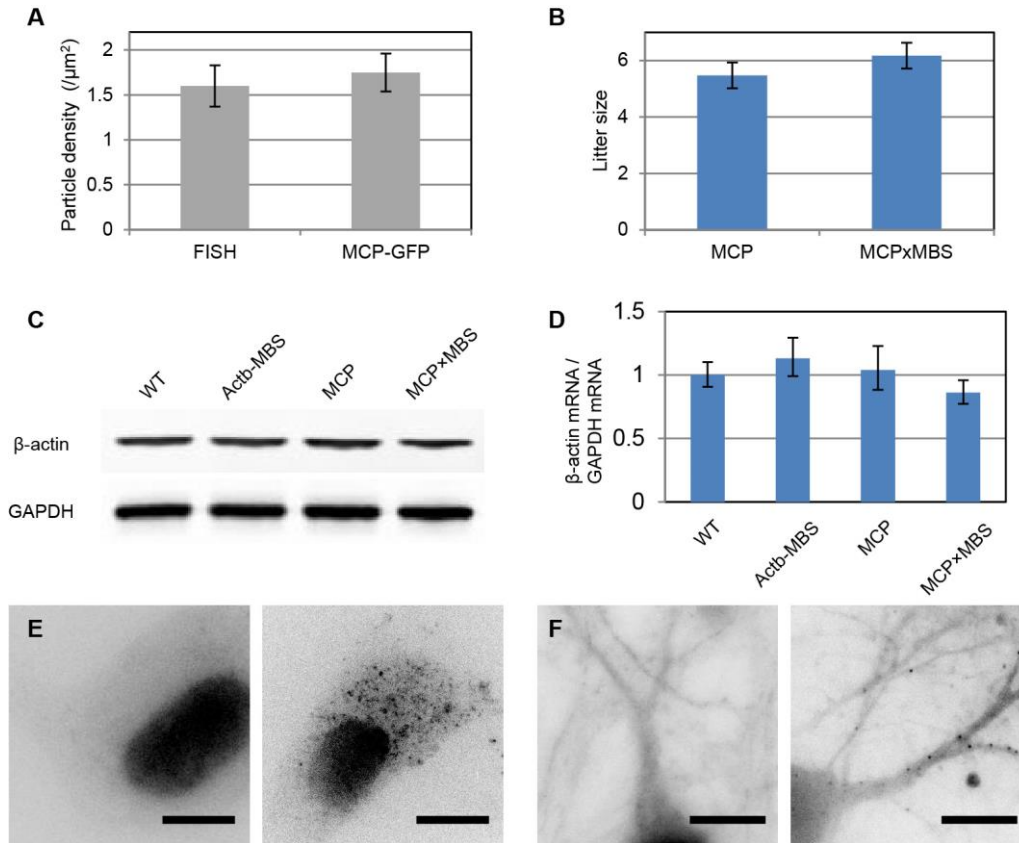 A
Particle density (/µm²)
2
1.5
1
0.5
0
FISH
MCP-GFP
B
Litter size
6
4
2
0
MCP
MCPxMBS
C
WT
Actb-MBS
MCP
MCP×MBS
β-actin
GAPDH
D
β-actin mRNA /
GAPDH mRNA
1.5
1
0.5
0
WT
Actb-MBS
MCP
MCP×MBS
E
F